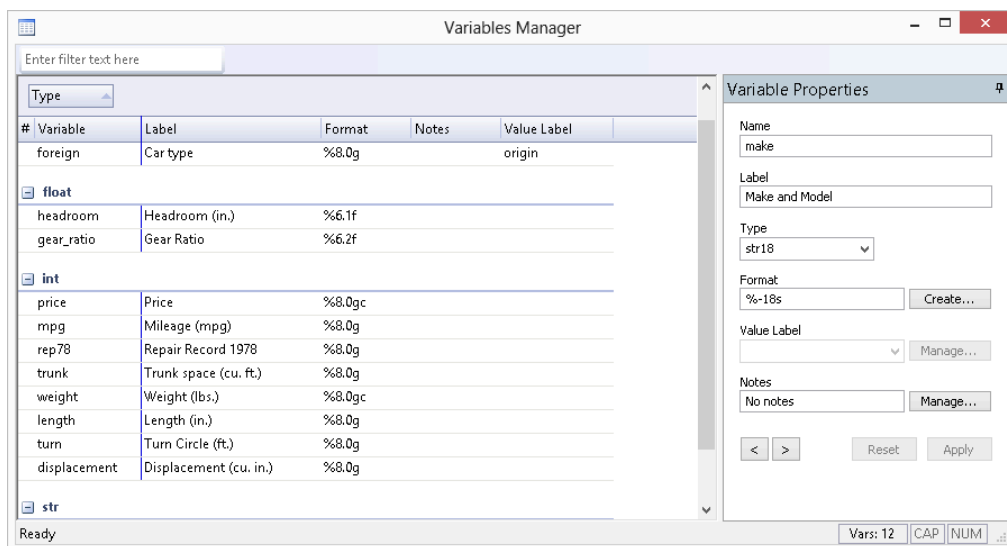 Variables Manager
Enter filter text here
Type
# Variable Label Format Notes Value Label
foreign Car type %8.0g origin
float
headroom Headroom (in.) %6.1f
gear_ratio Gear Ratio %6.2f
int
price Price %8.0gc
mpg Mileage (mpg) %8.0g
rep78 Repair Record 1978 %8.0g
trunk Trunk space (cu. ft.) %8.0g
weight Weight (lbs.) %8.0gc
length Length (in.) %8.0g
turn Turn Circle (ft.) %8.0g
displacement Displacement (cu. in.) %8.0g
str
Variable Properties
Name
make
Label
Make and Model
Type
str18
Format
%-18s Create...
Value Label
Manage...
Notes
No notes Manage...
< > Reset Apply
Ready Vars: 12 CAP NUM